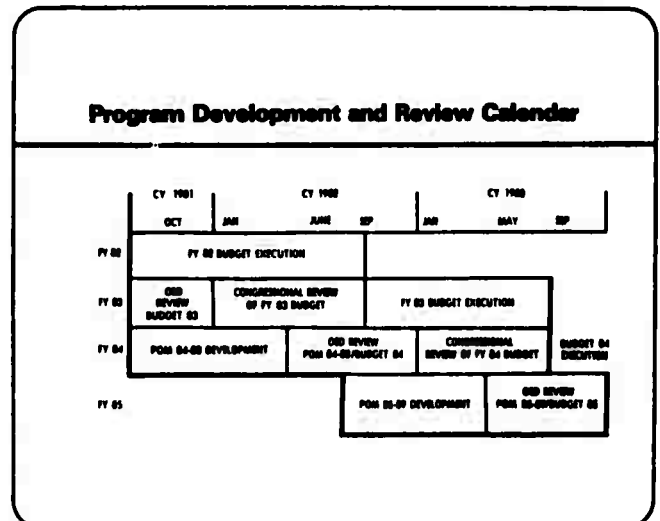 Program Development and Review Calendar
CY 1981 CY 1982 CY 1983
OCT JAN JUNE SEP JAN MAY SEP
FY 82 FY 82 BUDGET EXECUTION
FY 83 OSD REVIEW BUDGET 83 CONGRESSIONAL REVIEW OF FY 83 BUDGET FY 83 BUDGET EXECUTION
FY 84 POM 84-88 DEVELOPMENT OSD REVIEW POM 84-88/BUDGET 84 CONGRESSIONAL REVIEW OF FY 84 BUDGET BUDGET 84 EXECUTION
FY 85 POM 85-89 DEVELOPMENT OSD REVIEW POM 85-89/BUDGET 85